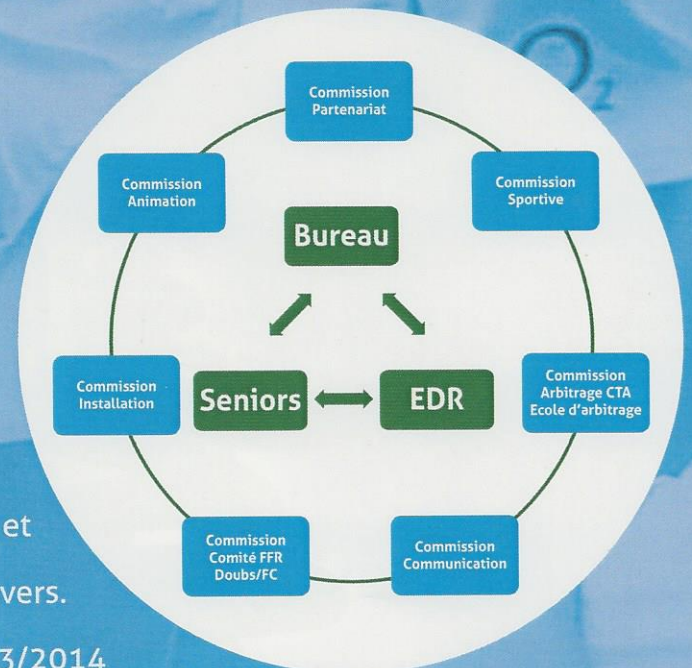 O2
Commission
Partenariat
Commission
Animation
Commission
Sportive
Bureau
Commission
Installation
Seniors
EDR
Commission
Arbitrage CTA
Ecole d'arbitrage
Commission
Comité FFR
Doubs/FC
Commission
Communication
et
vers.
3/2014